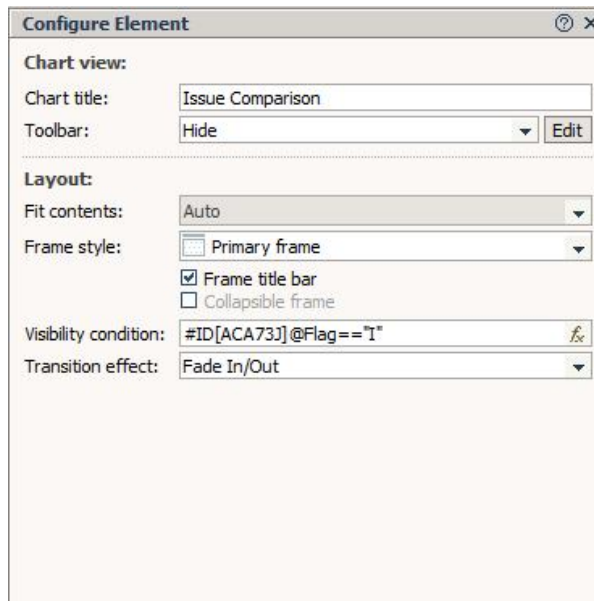 Configure Element
Chart view:
Chart title: Issue Comparison
Toolbar: Hide Edit
Layout:
Fit contents: Auto
Frame style: Primary frame
Frame title bar
Collapsible frame
Visibility condition: #ID[ACA73J]@Flag=="I" fx
Transition effect: Fade In/Out